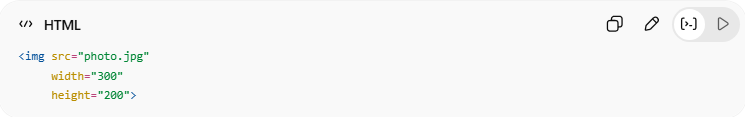 HTML
<img src="photo.jpg"
     width="300"
     height="200">